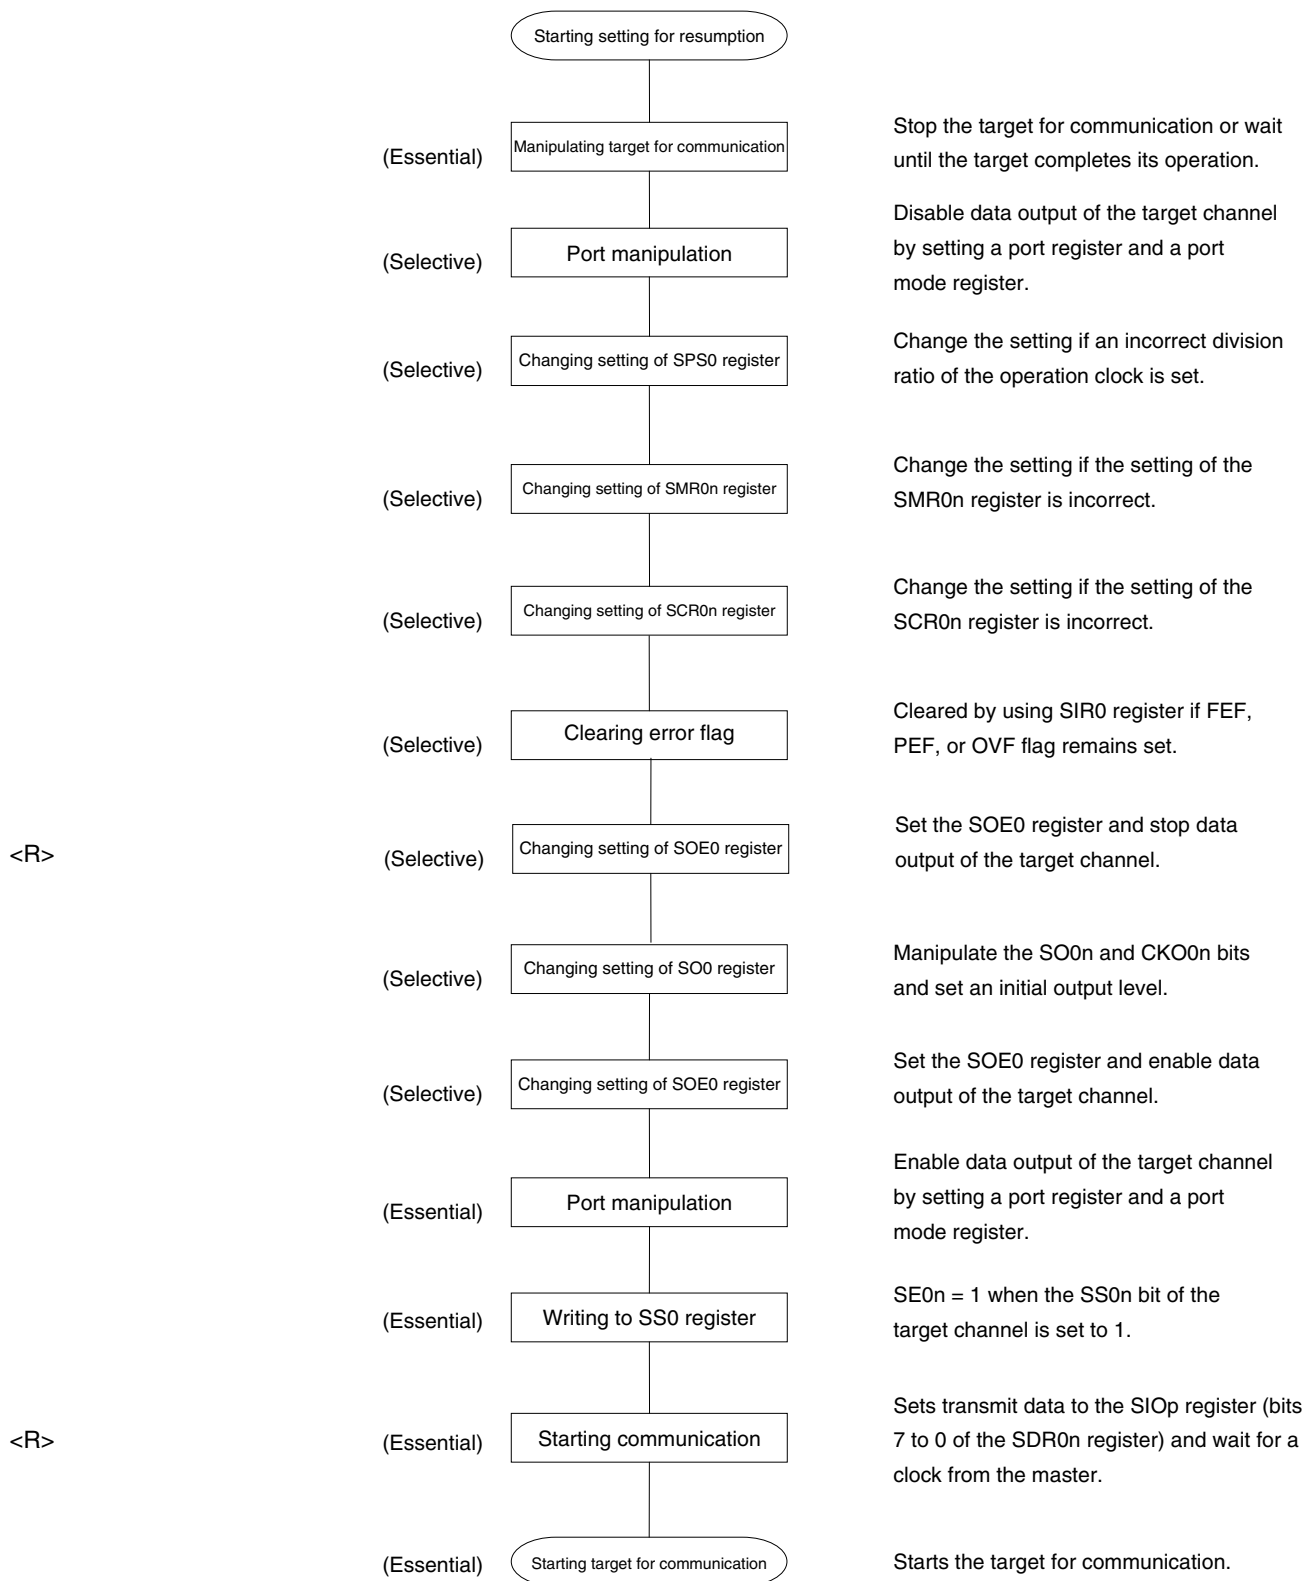 Starting setting for resumption
(Essential)
Manipulating target for communication
Stop the target for communication or wait
until the target completes its operation.
(Selective)
Port manipulation
Disable data output of the target channel
by setting a port register and a port
mode register.
(Selective)
Changing setting of SPS0 register
Change the setting if an incorrect division
ratio of the operation clock is set.
(Selective)
Changing setting of SMR0n register
Change the setting if the setting of the
SMR0n register is incorrect.
(Selective)
Changing setting of SCR0n register
Change the setting if the setting of the
SCR0n register is incorrect.
(Selective)
Clearing error flag
Cleared by using SIR0 register if FEF,
PEF, or OVF flag remains set.
<R>
(Selective)
Changing setting of SOE0 register
Set the SOE0 register and stop data
output of the target channel.
(Selective)
Changing setting of SO0 register
Manipulate the SO0n and CKO0n bits
and set an initial output level.
(Selective)
Changing setting of SOE0 register
Set the SOE0 register and enable data
output of the target channel.
(Essential)
Port manipulation
Enable data output of the target channel
by setting a port register and a port
mode register.
(Essential)
Writing to SS0 register
SE0n = 1 when the SS0n bit of the
target channel is set to 1.
<R>
(Essential)
Starting communication
Sets transmit data to the SIOp register (bits
7 to 0 of the SDR0n register) and wait for a
clock from the master.
(Essential)
Starting target for communication
Starts the target for communication.